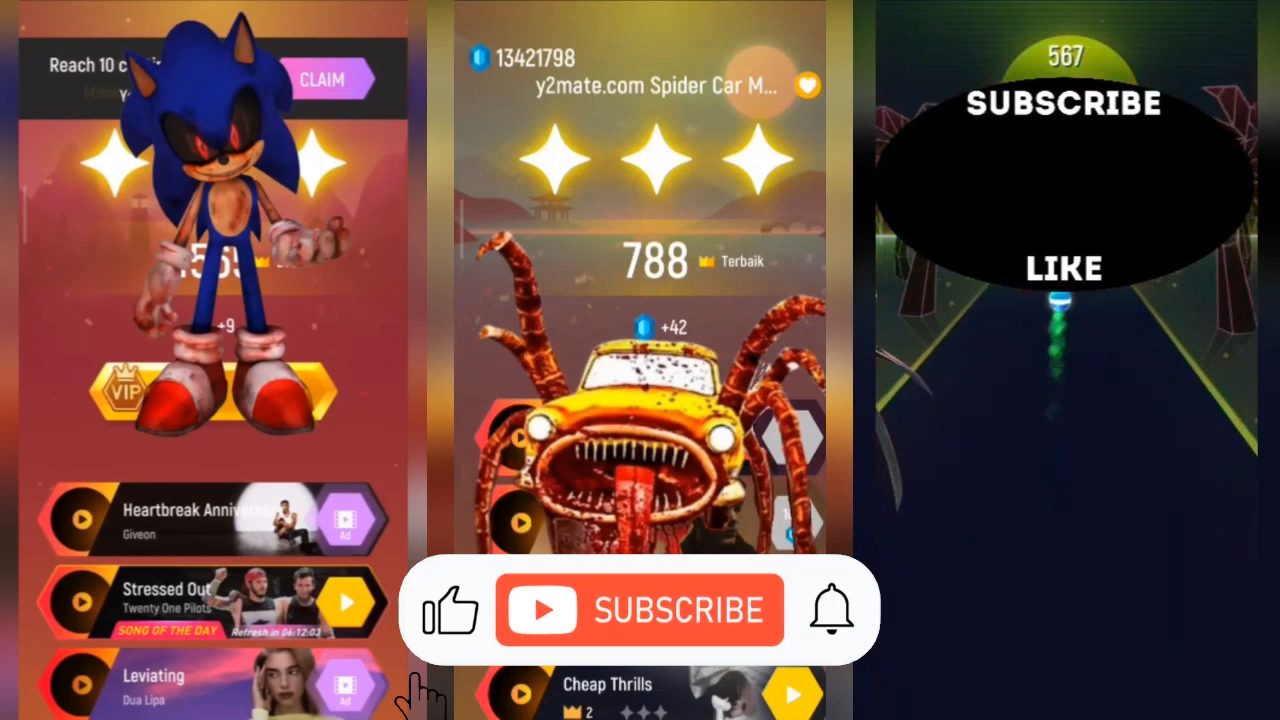 Reach 10 c
CLAIM
+9
VIP
Heartbreak Anniver
Giveon
Ad
Stressed Out
Twenty One Pilots
SONG OF THE DAY
Refresh in 06:12:03
Leviating
Dua Lipa
Ad
13421798
y2mate.com Spider Car M...
788
Terbaik
+42
SUBSCRIBE
Cheap Thrills
2
567
SUBSCRIBE
LIKE